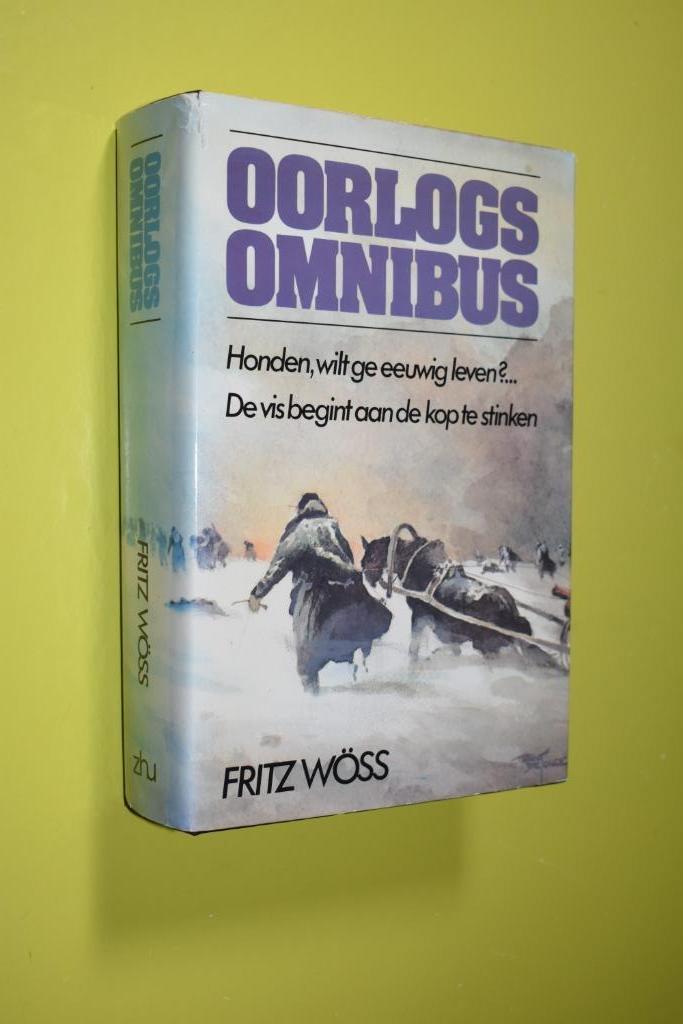 OORLOGS
OMNIBUS
Honden, wilt ge eeuwig leven?...
De vis begint aan de kop te stinken
FRITZ WÖSS
OORLOGS
OMNIBUS
FRITZ WÖSS
zhu